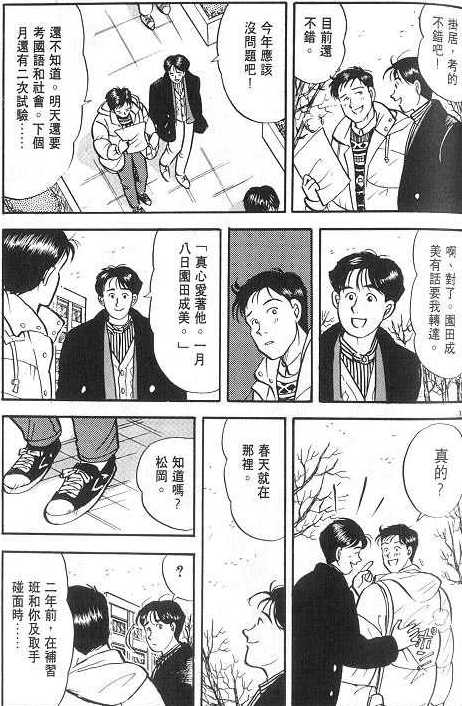 掛居，考的
不錯吧！
目前還
不錯。
今年應該
沒問題吧！
還不知道。明天還要
考國語和社會。下個
月還有二次試驗……
啊、對了。園田成
美有話要我轉達。
「真心愛著他。一月
八日園田成美。」
真的？
春天就在
那裡。
知道嗎？
松岡。
？
二年前，在補習
班和你及取手
碰面時……